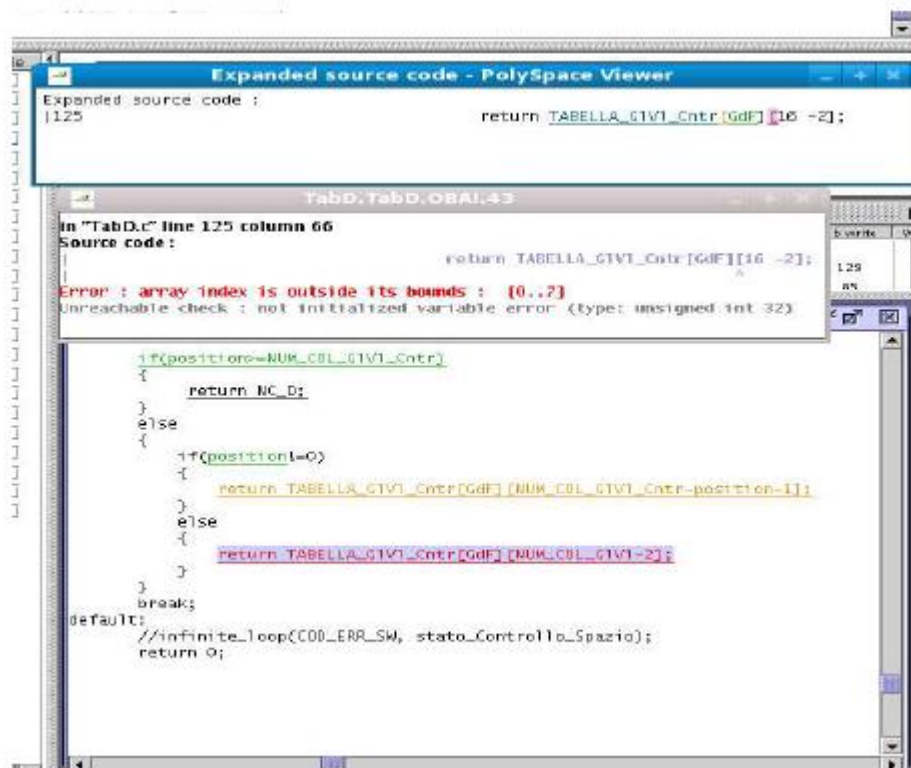 Expanded source code - PolySpace Viewer
Expanded source code :
|125 return TABELLA_G1V1_Cntr[GdF][16 -2];
TabD.TabD.OBAI.43
in "TabD.c" line 125 column 66
Source code :
| return TABELLA_G1V1_Cntr[GdF][16 -2];
| ^
Error : array index is outside its bounds : [0..7]
Unreachable check : not initialized variable error (type: unsigned int 32)
129
if(position>=NUM_COL_G1V1_Cntr)
{
return NC_D;
}
else
{
if(position!=0)
{
return TABELLA_G1V1_Cntr[GdF][NUM_COL_G1V1_Cntr-position-1];
}
else
{
return TABELLA_G1V1_Cntr[GdF][NUM_COL_G1V1-2];
}
}
break;
default:
//infinite_loop(COD_ERR_SW, stato_Controllo_Spazio);
return 0;